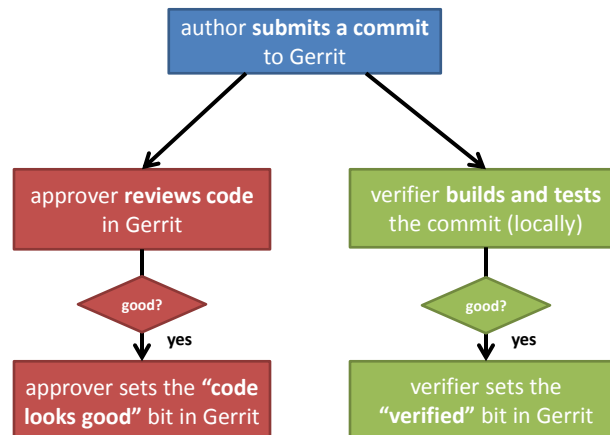 author submits a commit
to Gerrit
approver reviews code
in Gerrit
verifier builds and tests
the commit (locally)
good?
good?
yes
yes
approver sets the “code
looks good” bit in Gerrit
verifier sets the
“verified” bit in Gerrit